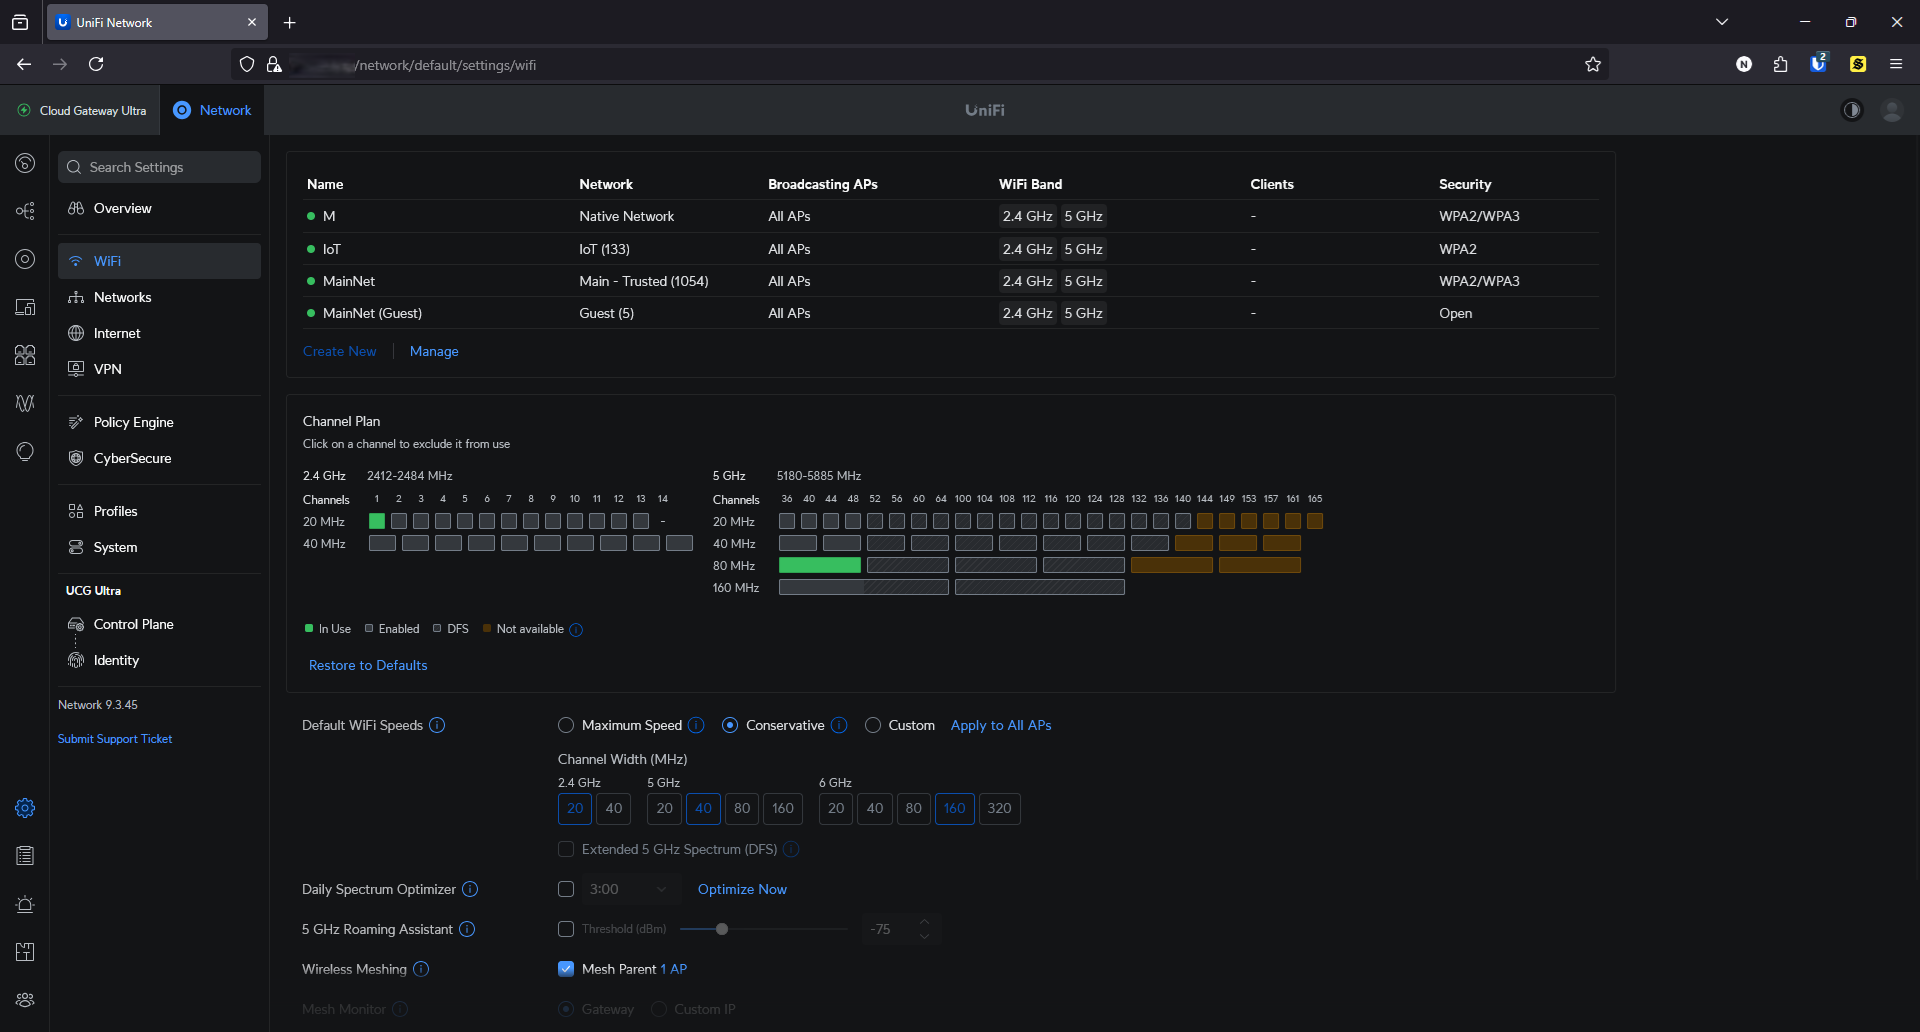 UniFi Network
/network/default/settings/wifi
2
Cloud Gateway Ultra
Network
UniFi
Search Settings
Overview
WiFi
Networks
Internet
VPN
Policy Engine
CyberSecure
Profiles
System
UCG Ultra
Control Plane
Identity
Network 9.3.45
Submit Support Ticket
Name Network Broadcasting APs WiFi Band Clients Security
M Native Network All APs 2.4 GHz 5 GHz - WPA2/WPA3
IoT IoT (133) All APs 2.4 GHz 5 GHz - WPA2
MainNet Main - Trusted (1054) All APs 2.4 GHz 5 GHz - WPA2/WPA3
MainNet (Guest) Guest (5) All APs 2.4 GHz 5 GHz - Open
Create New Manage
Channel Plan
Click on a channel to exclude it from use
2.4 GHz 2412-2484 MHz
Channels 1 2 3 4 5 6 7 8 9 10 11 12 13 14
20 MHz -
40 MHz
5 GHz 5180-5885 MHz
Channels 36 40 44 48 52 56 60 64 100 104 108 112 116 120 124 128 132 136 140 144 149 153 157 161 165
20 MHz
40 MHz
80 MHz
160 MHz
In Use Enabled DFS Not available
Restore to Defaults
Default WiFi Speeds Maximum Speed Conservative Custom Apply to All APs
Channel Width (MHz)
2.4 GHz 5 GHz 6 GHz
20 40 20 40 80 160 20 40 80 160 320
Extended 5 GHz Spectrum (DFS)
Daily Spectrum Optimizer 3:00 Optimize Now
5 GHz Roaming Assistant Threshold (dBm) -75
Wireless Meshing Mesh Parent 1 AP
Mesh Monitor Gateway Custom IP